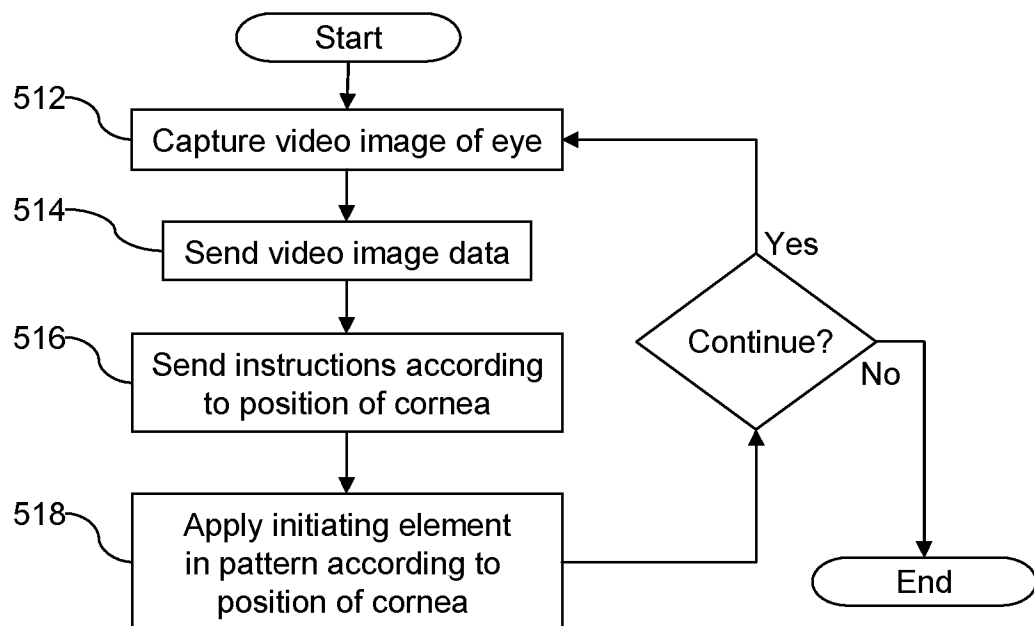 Start
512
Capture video image of eye
514
Send video image data
516
Send instructions according
to position of cornea
518
Apply initiating element
in pattern according to
position of cornea
Yes
Continue?
No
End